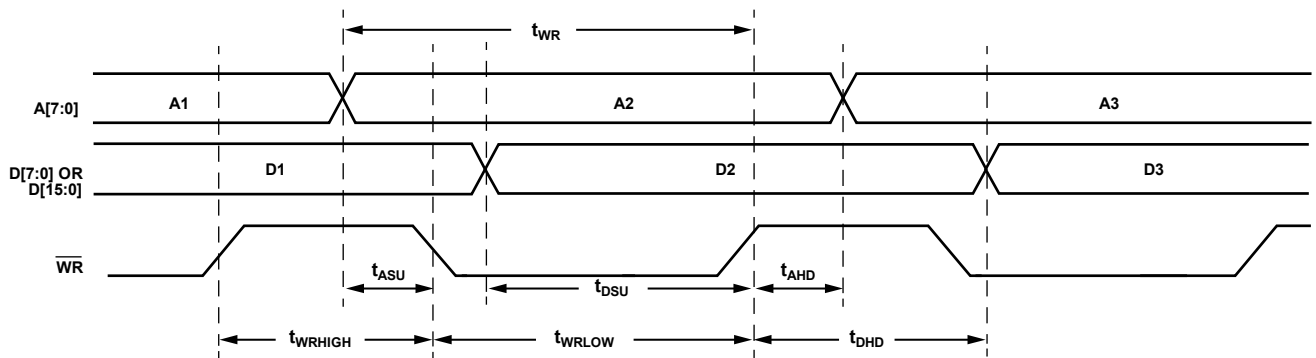 tWR
A[7:0]
A1
A2
A3
D[7:0] OR
D[15:0]
D1
D2
D3
WR
tASU
tDSU
tAHD
tWRHIGH
tWRLOW
tDHD